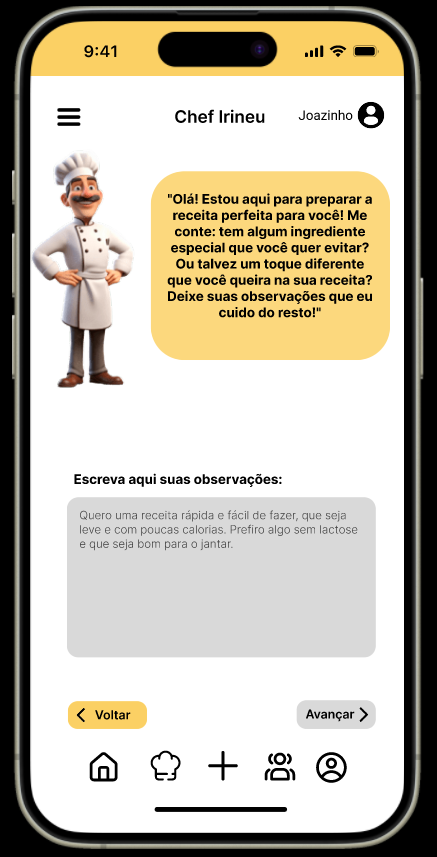 9:41
Chef Irineu
Joazinho
"Olá! Estou aqui para preparar a
receita perfeita para você! Me
conte: tem algum ingrediente
especial que você quer evitar?
Ou talvez um toque diferente
que você queira na sua receita?
Deixe suas observações que eu
cuido do resto!"
Escreva aqui suas observações:
Quero uma receita rápida e fácil de fazer, que seja
leve e com poucas calorias. Prefiro algo sem lactose
e que seja bom para o jantar.
Voltar
Avançar